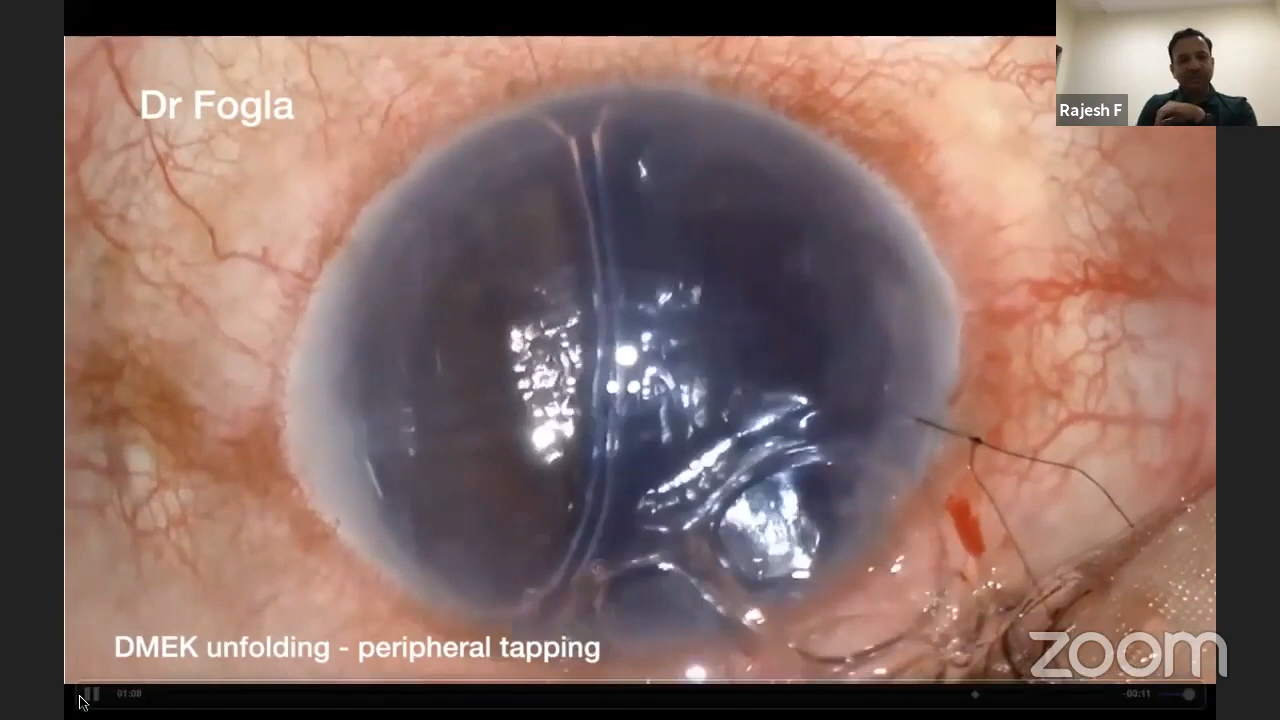 Dr Fogla
Rajesh F
DMEK unfolding - peripheral tapping
zoom
01:08
-00:11